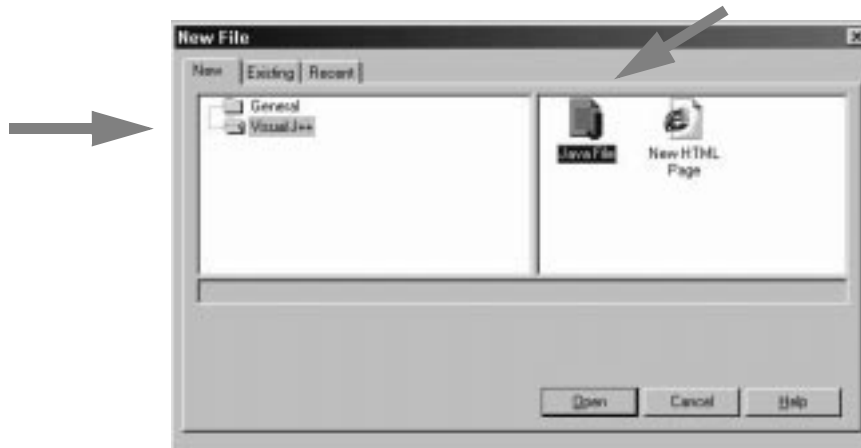 New File
New Existing Recent
General
Visual J++
Java File
New HTML
Page
Open Cancel Help